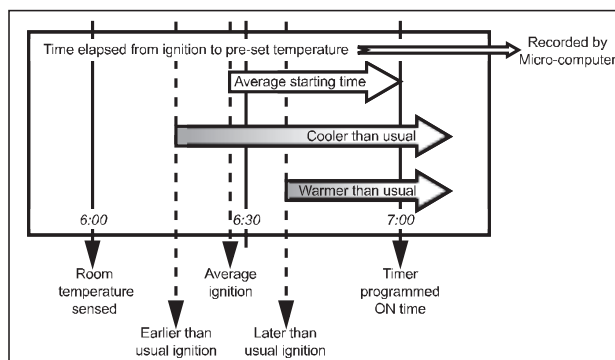 Time elapsed from ignition to pre-set temperature
Recorded by
Micro-computer
Average starting time
Cooler than usual
Warmer than usual
6:00
6:30
7:00
Room
temperature
sensed
Average
ignition
Timer
programmed
ON time
Earlier than
usual ignition
Later than
usual ignition